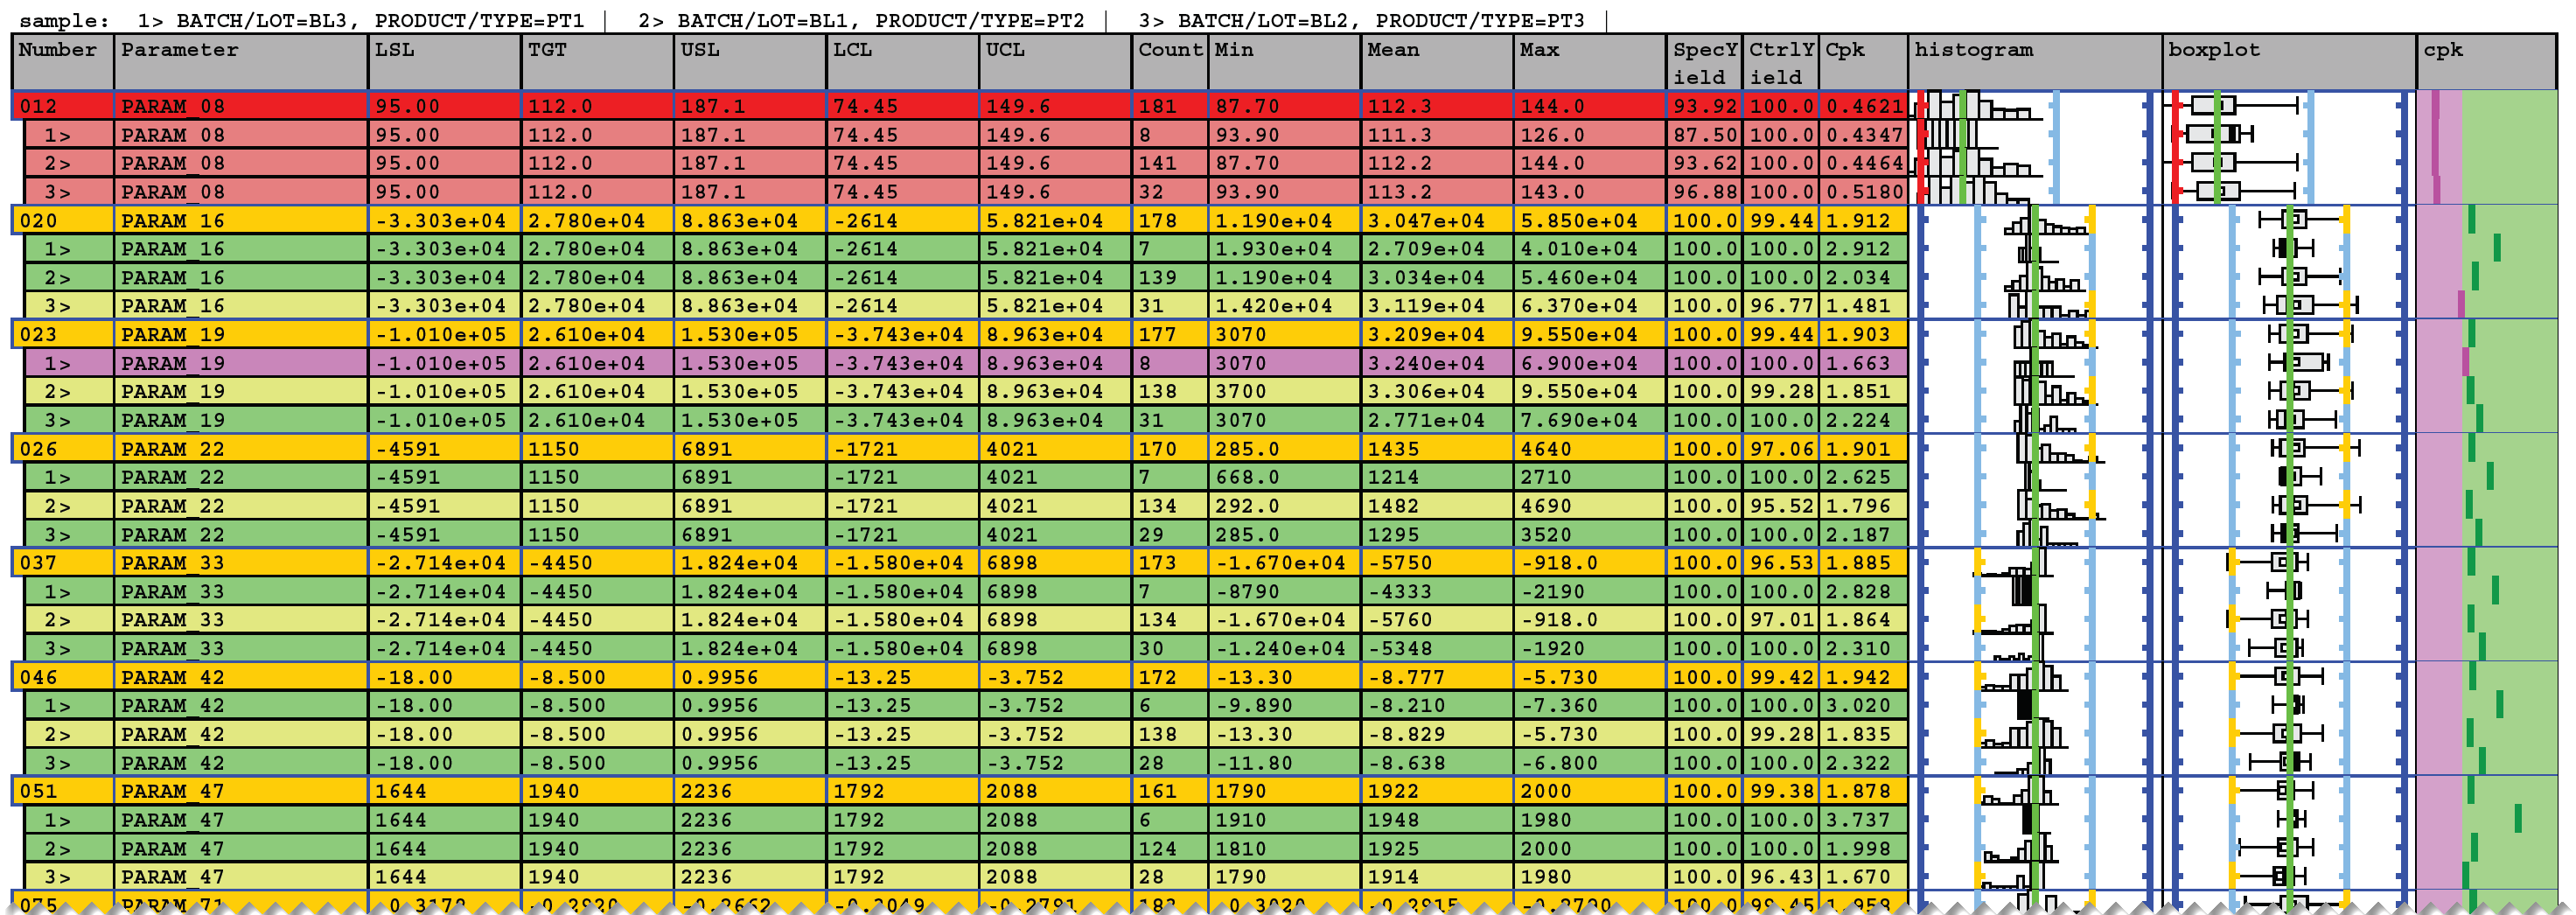 sample: 1> BATCH/LOT=BL3, PRODUCT/TYPE=PT1 | 2> BATCH/LOT=BL1, PRODUCT/TYPE=PT2 | 3> BATCH/LOT=BL2, PRODUCT/TYPE=PT3 |
Number Parameter LSL TGT USL LCL UCL Count Min Mean Max SpecY CtrlY Cpk histogram boxplot cpk
ield ield
012 PARAM_08 95.00 112.0 187.1 74.45 149.6 181 87.70 112.3 144.0 93.92 100.0 0.4621
1> PARAM_08 95.00 112.0 187.1 74.45 149.6 8 93.90 111.3 126.0 87.50 100.0 0.4347
2> PARAM_08 95.00 112.0 187.1 74.45 149.6 141 87.70 112.2 144.0 93.62 100.0 0.4464
3> PARAM_08 95.00 112.0 187.1 74.45 149.6 32 93.90 113.2 143.0 96.88 100.0 0.5180
020 PARAM_16 -3.303e+04 2.780e+04 8.863e+04 -2614 5.821e+04 178 1.190e+04 3.047e+04 5.850e+04 100.0 99.44 1.912
1> PARAM_16 -3.303e+04 2.780e+04 8.863e+04 -2614 5.821e+04 7 1.930e+04 2.709e+04 4.010e+04 100.0 100.0 2.912
2> PARAM_16 -3.303e+04 2.780e+04 8.863e+04 -2614 5.821e+04 139 1.190e+04 3.034e+04 5.460e+04 100.0 100.0 2.034
3> PARAM_16 -3.303e+04 2.780e+04 8.863e+04 -2614 5.821e+04 31 1.420e+04 3.119e+04 6.370e+04 100.0 96.77 1.481
023 PARAM_19 -1.010e+05 2.610e+04 1.530e+05 -3.743e+04 8.963e+04 177 3070 3.209e+04 9.550e+04 100.0 99.44 1.903
1> PARAM_19 -1.010e+05 2.610e+04 1.530e+05 -3.743e+04 8.963e+04 8 3070 3.240e+04 6.900e+04 100.0 100.0 1.663
2> PARAM_19 -1.010e+05 2.610e+04 1.530e+05 -3.743e+04 8.963e+04 138 3700 3.306e+04 9.550e+04 100.0 99.28 1.851
3> PARAM_19 -1.010e+05 2.610e+04 1.530e+05 -3.743e+04 8.963e+04 31 3070 2.771e+04 7.690e+04 100.0 100.0 2.224
026 PARAM_22 -4591 1150 6891 -1721 4021 170 285.0 1435 4640 100.0 97.06 1.901
1> PARAM_22 -4591 1150 6891 -1721 4021 7 668.0 1214 2710 100.0 100.0 2.625
2> PARAM_22 -4591 1150 6891 -1721 4021 134 292.0 1482 4690 100.0 95.52 1.796
3> PARAM_22 -4591 1150 6891 -1721 4021 29 285.0 1295 3520 100.0 100.0 2.187
037 PARAM_33 -2.714e+04 -4450 1.824e+04 -1.580e+04 6898 173 -1.670e+04 -5750 -918.0 100.0 96.53 1.885
1> PARAM_33 -2.714e+04 -4450 1.824e+04 -1.580e+04 6898 7 -8790 -4333 -2190 100.0 100.0 2.828
2> PARAM_33 -2.714e+04 -4450 1.824e+04 -1.580e+04 6898 134 -1.670e+04 -5760 -918.0 100.0 97.01 1.864
3> PARAM_33 -2.714e+04 -4450 1.824e+04 -1.580e+04 6898 30 -1.240e+04 -5348 -1920 100.0 100.0 2.310
046 PARAM_42 -18.00 -8.500 0.9956 -13.25 -3.752 172 -13.30 -8.777 -5.730 100.0 99.42 1.942
1> PARAM_42 -18.00 -8.500 0.9956 -13.25 -3.752 6 -9.890 -8.210 -7.360 100.0 100.0 3.020
2> PARAM_42 -18.00 -8.500 0.9956 -13.25 -3.752 138 -13.30 -8.829 -5.730 100.0 99.28 1.835
3> PARAM_42 -18.00 -8.500 0.9956 -13.25 -3.752 28 -11.80 -8.638 -6.800 100.0 100.0 2.322
051 PARAM_47 1644 1940 2236 1792 2088 161 1790 1922 2000 100.0 99.38 1.878
1> PARAM_47 1644 1940 2236 1792 2088 6 1910 1948 1980 100.0 100.0 3.737
2> PARAM_47 1644 1940 2236 1792 2088 124 1810 1925 2000 100.0 100.0 1.998
3> PARAM_47 1644 1940 2236 1792 2088 28 1790 1914 1980 100.0 96.43 1.670
075 PARAM_71